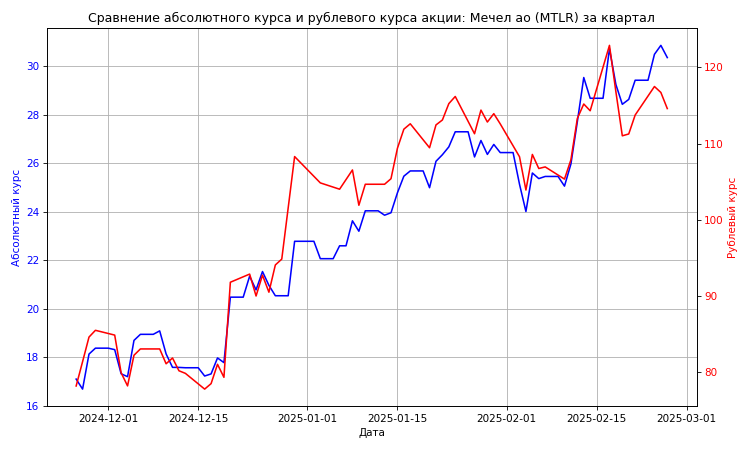 Сравнение абсолютного курса и рублевого курса акции: Мечел ао (MTLR) за квартал
Абсолютный курс
30
28
26
24
22
20
18
16
120
110
100
90
80
Рублевый курс
2024-12-01 2024-12-15 2025-01-01 2025-01-15 2025-02-01 2025-02-15 2025-03-01
Дата